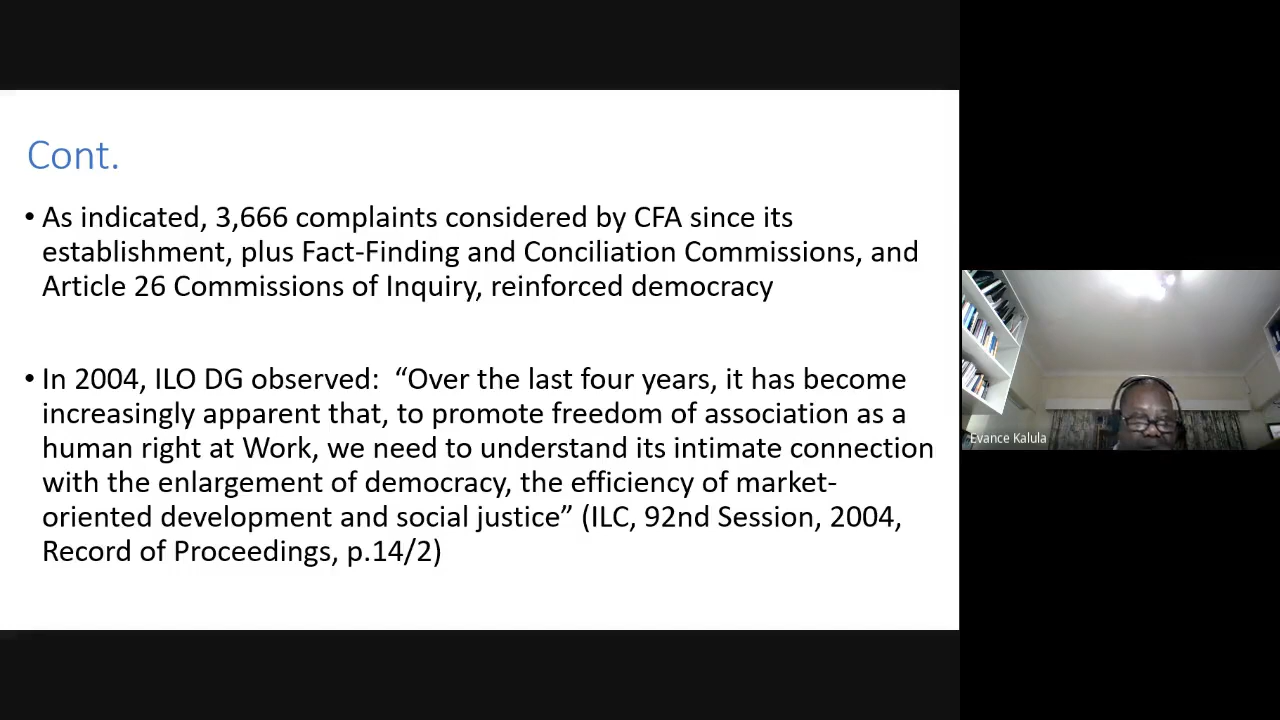 Cont.
• As indicated, 3,666 complaints considered by CFA since its
establishment, plus Fact-Finding and Conciliation Commissions, and
Article 26 Commissions of Inquiry, reinforced democracy
• In 2004, ILO DG observed:  “Over the last four years, it has become
increasingly apparent that, to promote freedom of association as a
human right at Work, we need to understand its intimate connection
with the enlargement of democracy, the efficiency of market-
oriented development and social justice” (ILC, 92nd Session, 2004,
Record of Proceedings, p.14/2)
Evance Kalula